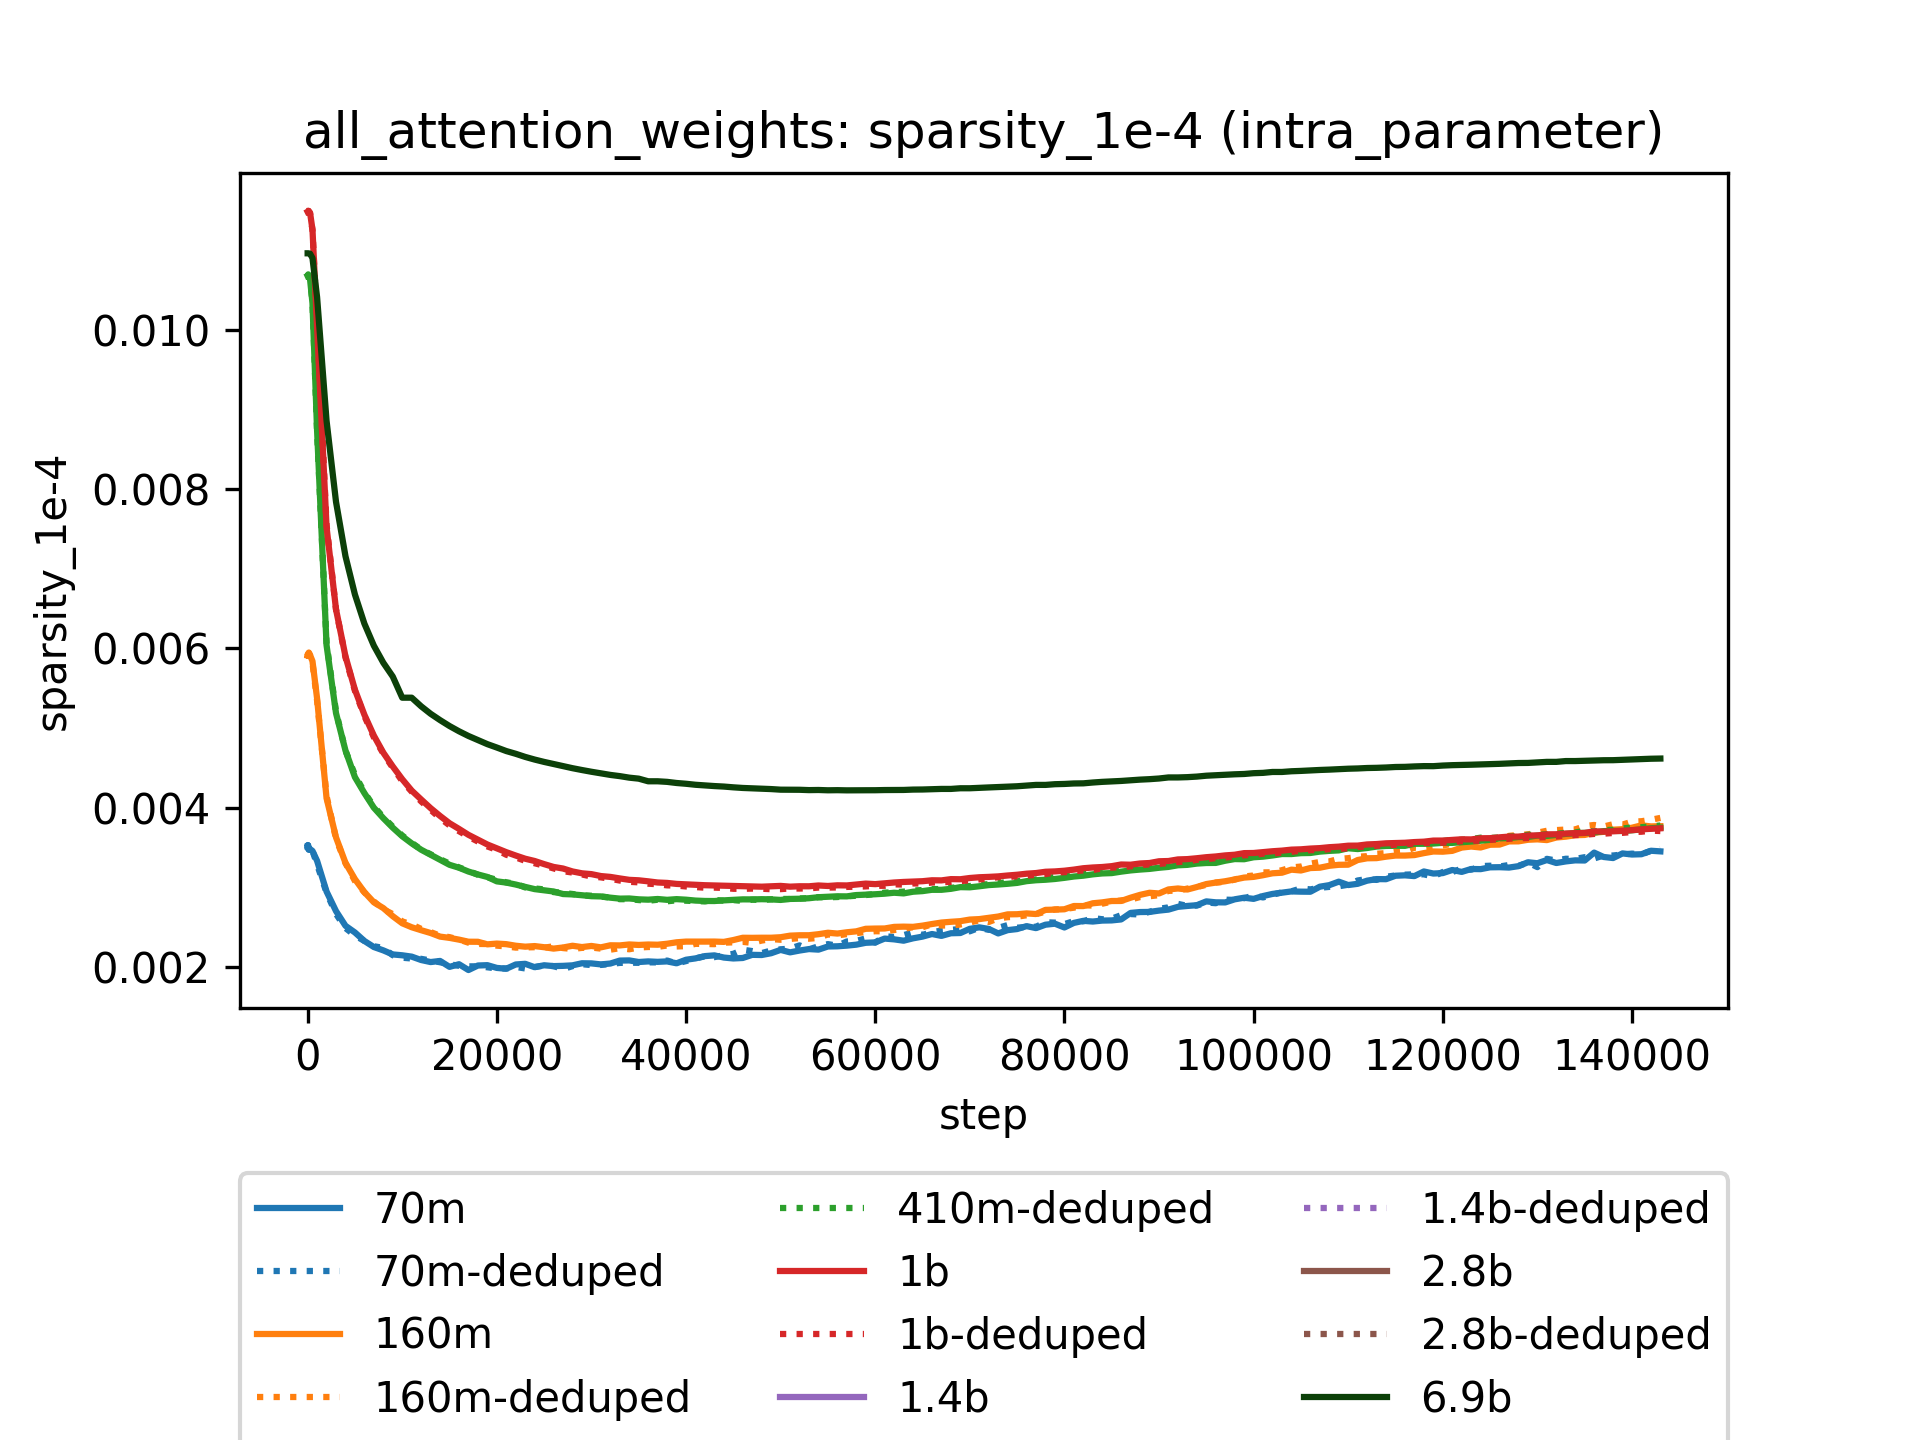 all_attention_weights: sparsity_1e-4 (intra_parameter)
sparsity_1e-4
0.010
0.008
0.006
0.004
0.002
0 20000 40000 60000 80000 100000 120000 140000
step
70m
70m-deduped
160m
160m-deduped
410m-deduped
1b
1b-deduped
1.4b
1.4b-deduped
2.8b
2.8b-deduped
6.9b